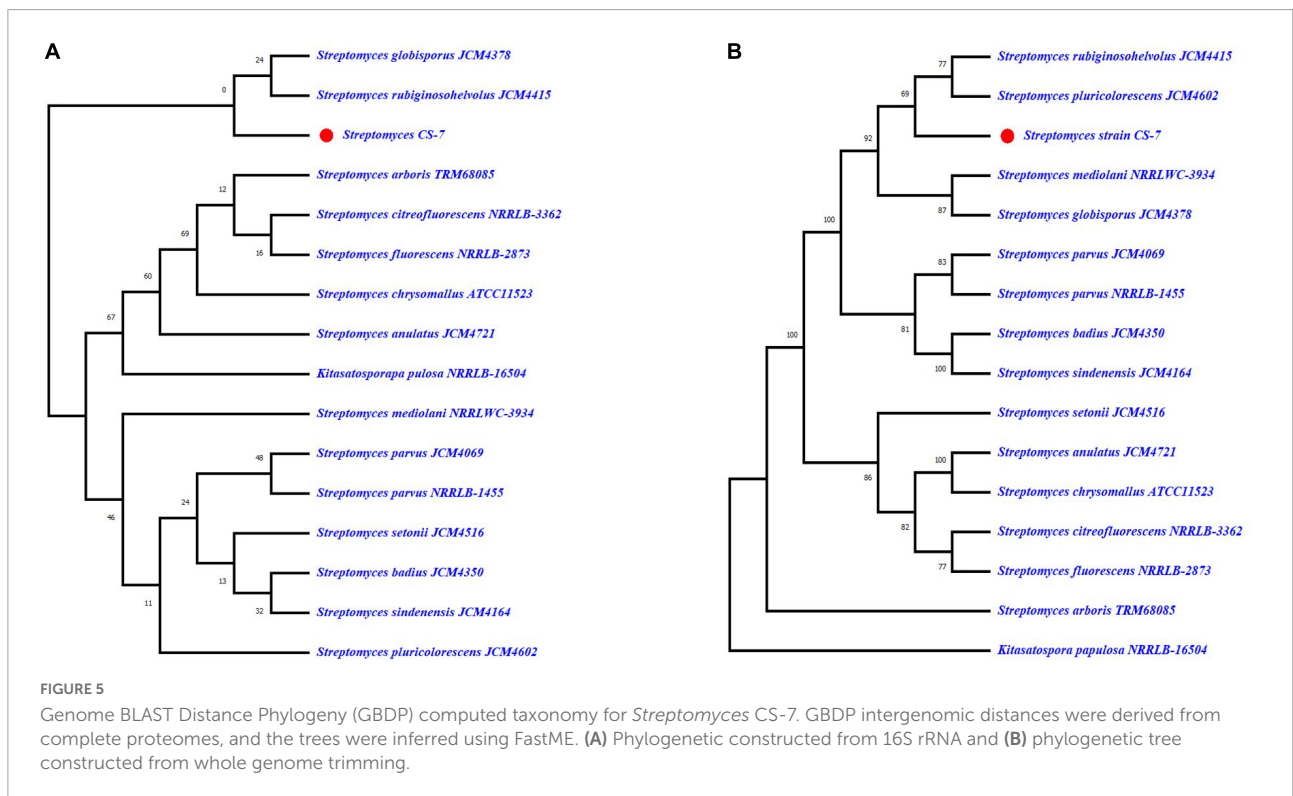 A
24
Streptomyces globisporus JCM4378
0
Streptomyces rubiginosohelvolus JCM4415
Streptomyces CS-7
12
Streptomyces arboris TRM68085
Streptomyces citreofluorescens NRRLB-3362
69
16
Streptomyces fluorescens NRRLB-2873
60
Streptomyces chrysomallus ATCC11523
67
Streptomyces anulatus JCM4721
Kitasatosporapa pulosa NRRLB-16504
Streptomyces mediolani NRRLWC-3934
46
48
Streptomyces parvus JCM4069
24
Streptomyces parvus NRRLB-1455
Streptomyces setonii JCM4516
13
Streptomyces badius JCM4350
11
32
Streptomyces sindenensis JCM4164
Streptomyces pluricolorescens JCM4602
B
77
Streptomyces rubiginosohelvolus JCM4415
69
Streptomyces pluricolorescens JCM4602
92
Streptomyces strain CS-7
Streptomyces mediolani NRRLWC-3934
100
87
Streptomyces globisporus JCM4378
83
Streptomyces parvus JCM4069
Streptomyces parvus NRRLB-1455
100
81
Streptomyces badius JCM4350
100
Streptomyces sindenensis JCM4164
Streptomyces setonii JCM4516
86
100
Streptomyces anulatus JCM4721
Streptomyces chrysomallus ATCC11523
82
Streptomyces citreofluorescens NRRLB-3362
77
Streptomyces fluorescens NRRLB-2873
Streptomyces arboris TRM68085
Kitasatospora papulosa NRRLB-16504
FIGURE 5
Genome BLAST Distance Phylogeny (GBDP) computed taxonomy for Streptomyces CS-7. GBDP intergenomic distances were derived from
complete proteomes, and the trees were inferred using FastME. (A) Phylogenetic constructed from 16S rRNA and (B) phylogenetic tree
constructed from whole genome trimming.